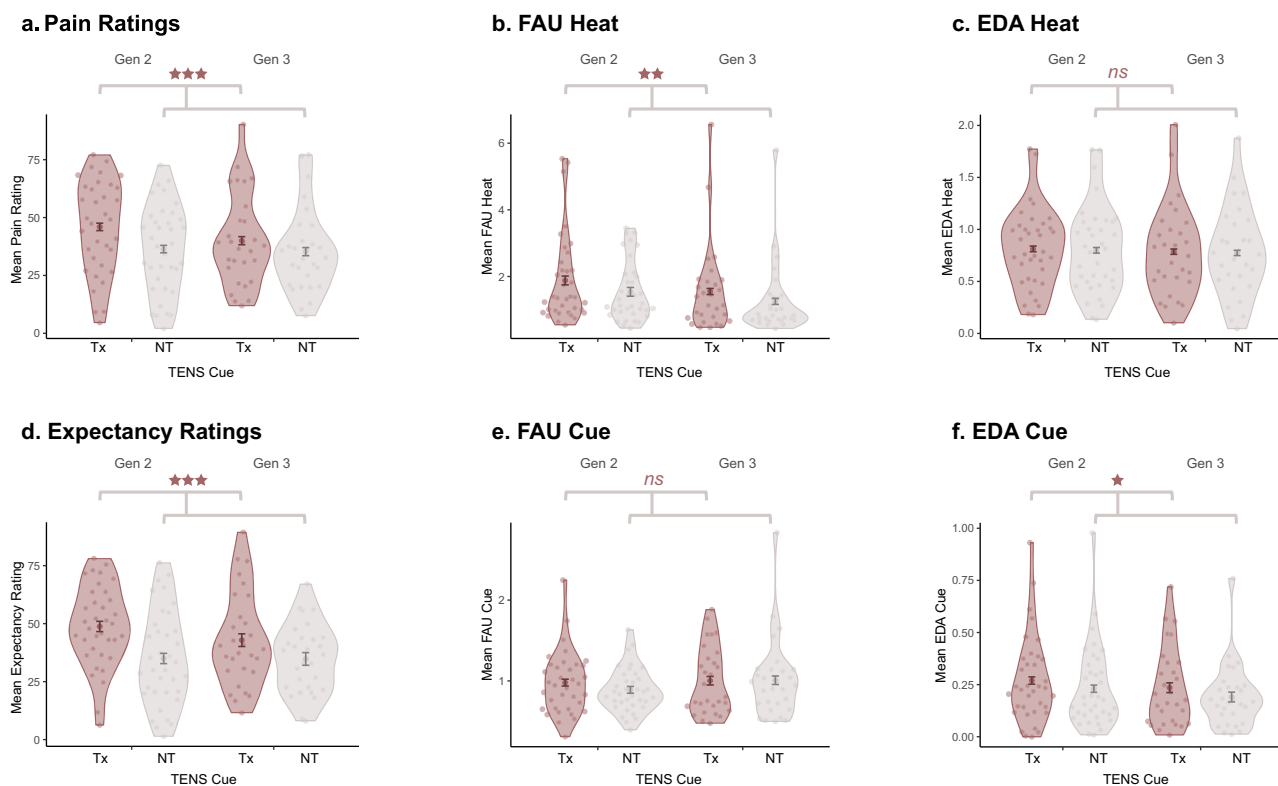 a. Pain Ratings
Gen 2 Gen 3
Mean Pain Rating
75
50
25
0
Tx NT Tx NT
TENS Cue
b. FAU Heat
Gen 2 Gen 3
Mean FAU Heat
6
4
2
Tx NT Tx NT
TENS Cue
c. EDA Heat
Gen 2 ns Gen 3
Mean EDA Heat
2.0
1.5
1.0
0.5
0.0
Tx NT Tx NT
TENS Cue
d. Expectancy Ratings
Gen 2 Gen 3
Mean Expectancy Rating
75
50
25
0
Tx NT Tx NT
TENS Cue
e. FAU Cue
Gen 2 Gen 3
ns
Mean FAU Cue
2
1
Tx NT Tx NT
TENS Cue
f. EDA Cue
Gen 2 Gen 3
Mean EDA Cue
1.00
0.75
0.50
0.25
0.00
Tx NT Tx NT
TENS Cue